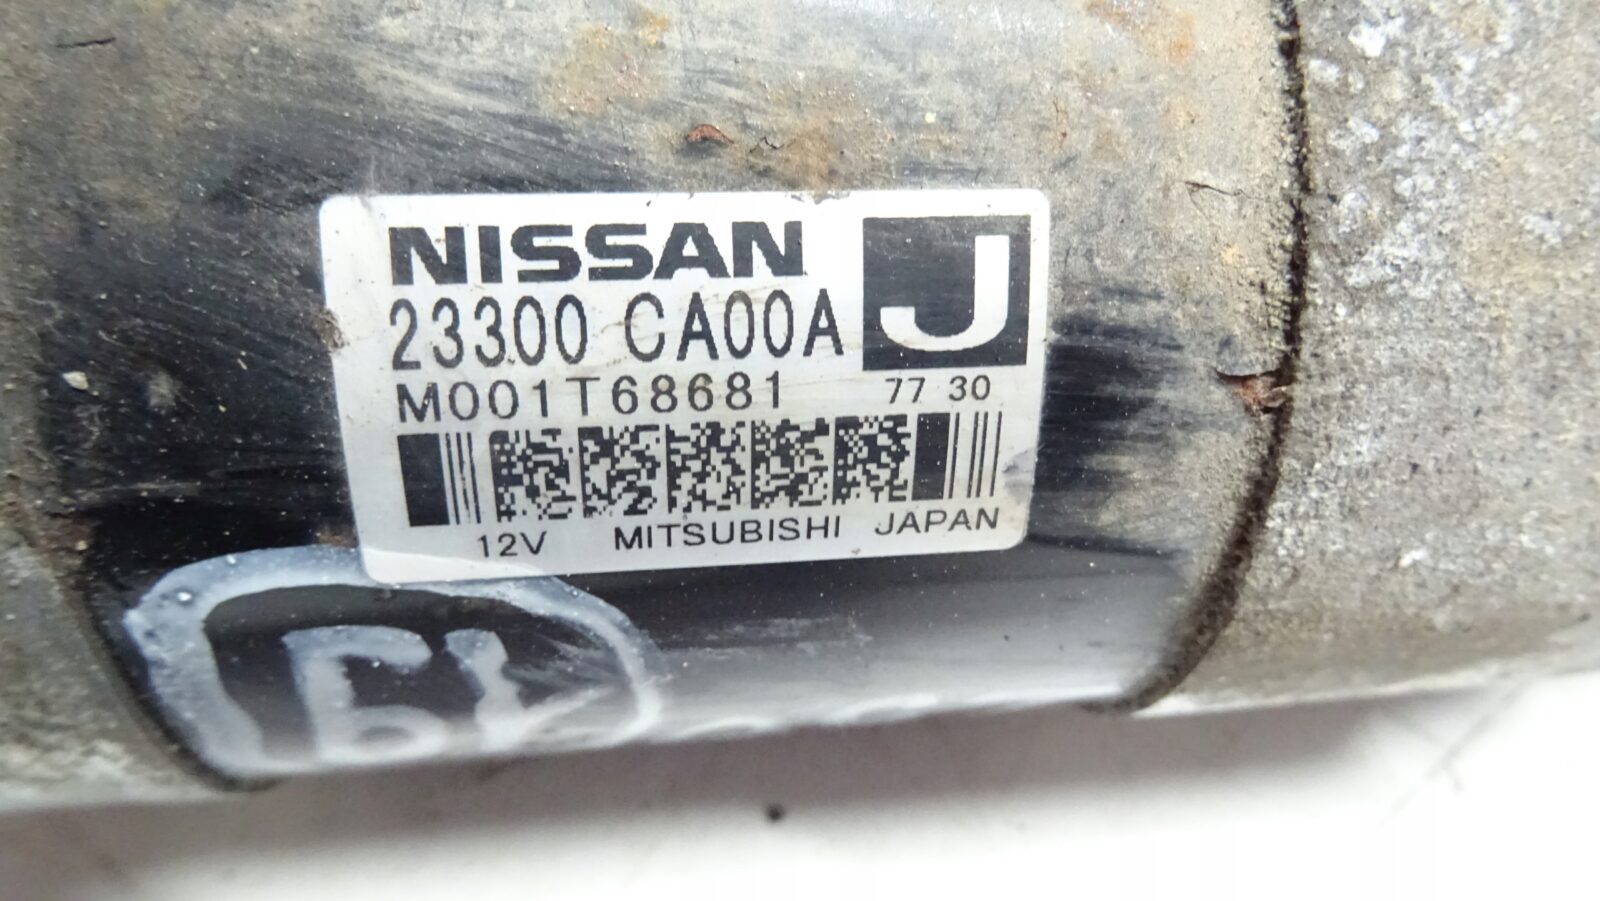 NISSAN
J
23300 CA00A
M001T68681
77 30
12V MITSUBISHI JAPAN